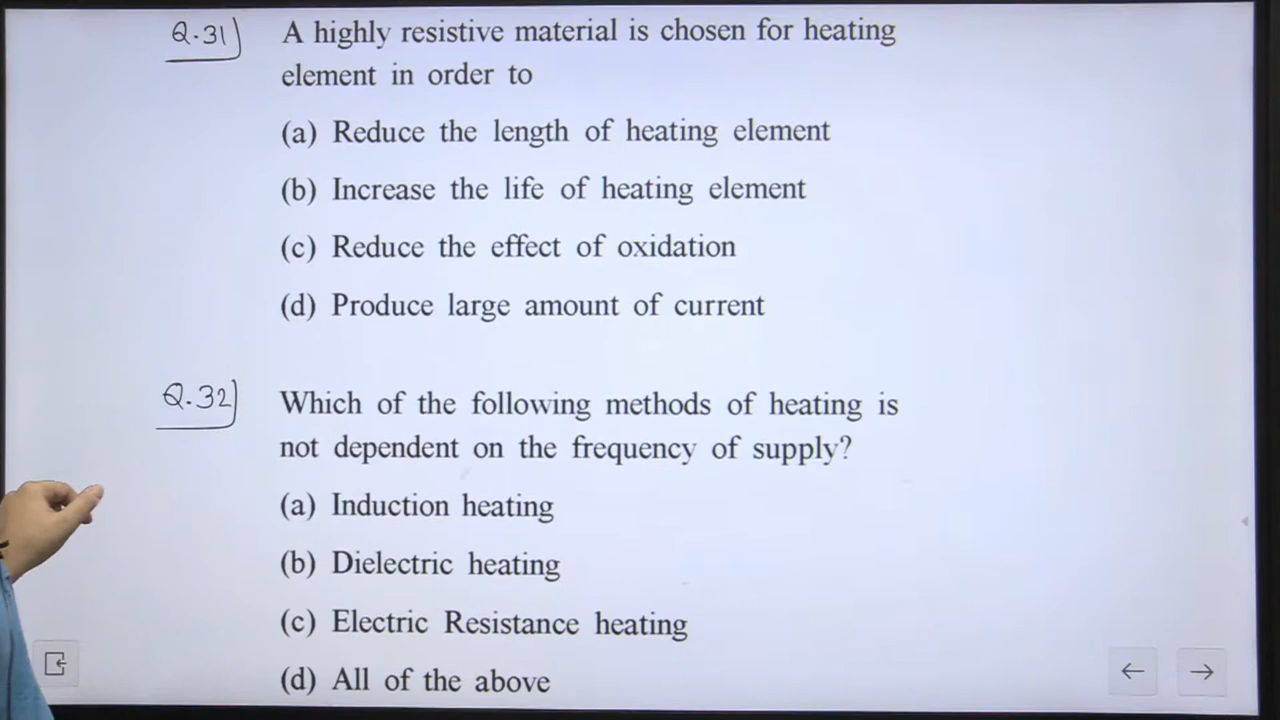 Q.31)
A highly resistive material is chosen for heating
element in order to
(a) Reduce the length of heating element
(b) Increase the life of heating element
(c) Reduce the effect of oxidation
(d) Produce large amount of current
Q.32)
Which of the following methods of heating is
not dependent on the frequency of supply?
(a) Induction heating
(b) Dielectric heating
(c) Electric Resistance heating
(d) All of the above